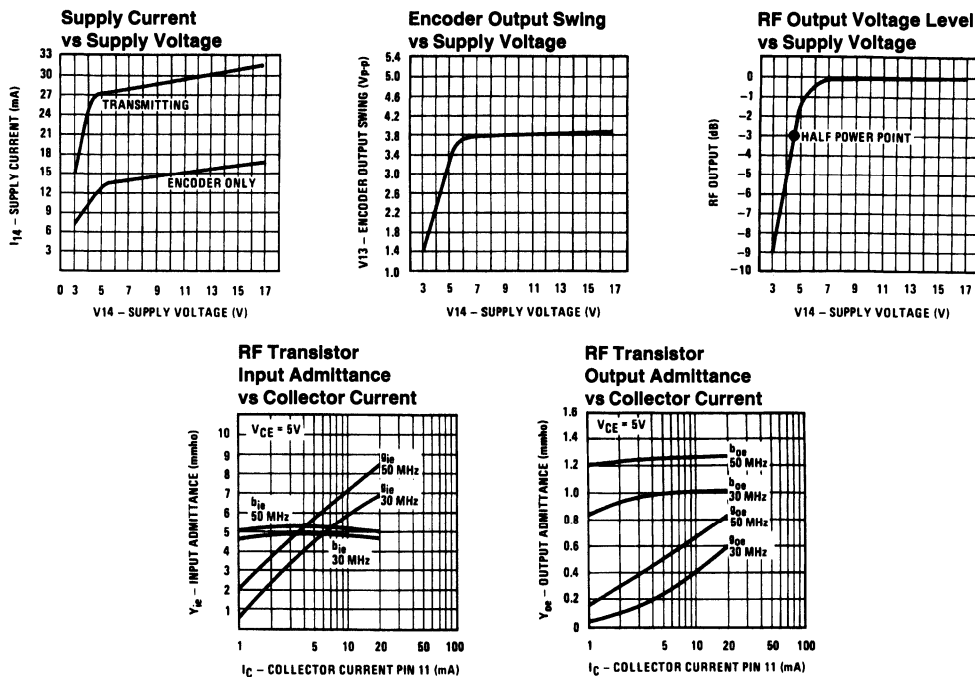 Supply Current
vs Supply Voltage
33
30
27
24
21
18
15
12
9
6
3
I14 – SUPPLY CURRENT (mA)
TRANSMITTING
ENCODER ONLY
0 3 5 7 9 11 13 15 17
V14 – SUPPLY VOLTAGE (V)
Encoder Output Swing
vs Supply Voltage
5.4
5.0
4.6
4.2
3.8
3.4
3.0
2.6
2.2
1.8
1.4
1.0
V13 – ENCODER OUTPUT SWING (Vp-p)
3 5 7 9 11 13 15 17
V14 – SUPPLY VOLTAGE (V)
RF Output Voltage Level
vs Supply Voltage
0
–1
–2
–3
–4
–5
–6
–7
–8
–9
–10
RF OUTPUT (dB)
HALF POWER POINT
3 5 7 9 11 13 15 17
V14 – SUPPLY VOLTAGE (V)
RF Transistor
Input Admittance
vs Collector Current
10
9
8
7
6
5
4
3
2
1
Yie – INPUT ADMITTANCE (mmho)
VCE = 5V
gie
50 MHz
gie
30 MHz
bie
50 MHz
bie
30 MHz
1 5 10 20 50 100
IC – COLLECTOR CURRENT PIN 11 (mA)
RF Transistor
Output Admittance
vs Collector Current
1.6
1.4
1.2
1.0
0.8
0.6
0.4
0.2
0
Yoe – OUTPUT ADMITTANCE (mmho)
VCE = 5V
boe
50 MHz
boe
30 MHz
goe
50 MHz
goe
30 MHz
1 5 10 20 50 100
IC – COLLECTOR CURRENT PIN 11 (mA)